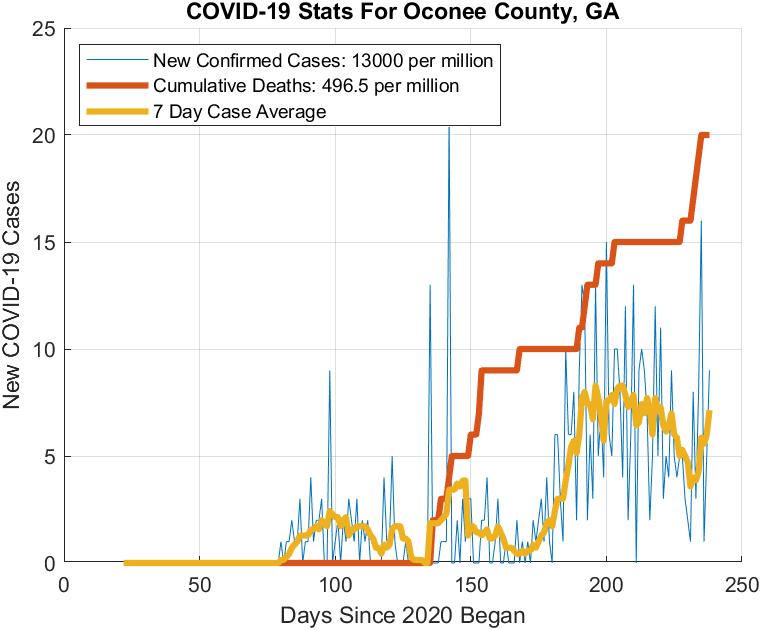 COVID-19 Stats For Oconee County, GA
New Confirmed Cases: 13000 per million
Cumulative Deaths: 496.5 per million
7 Day Case Average
New COVID-19 Cases
25
20
15
10
5
0
0 50 100 150 200 250
Days Since 2020 Began